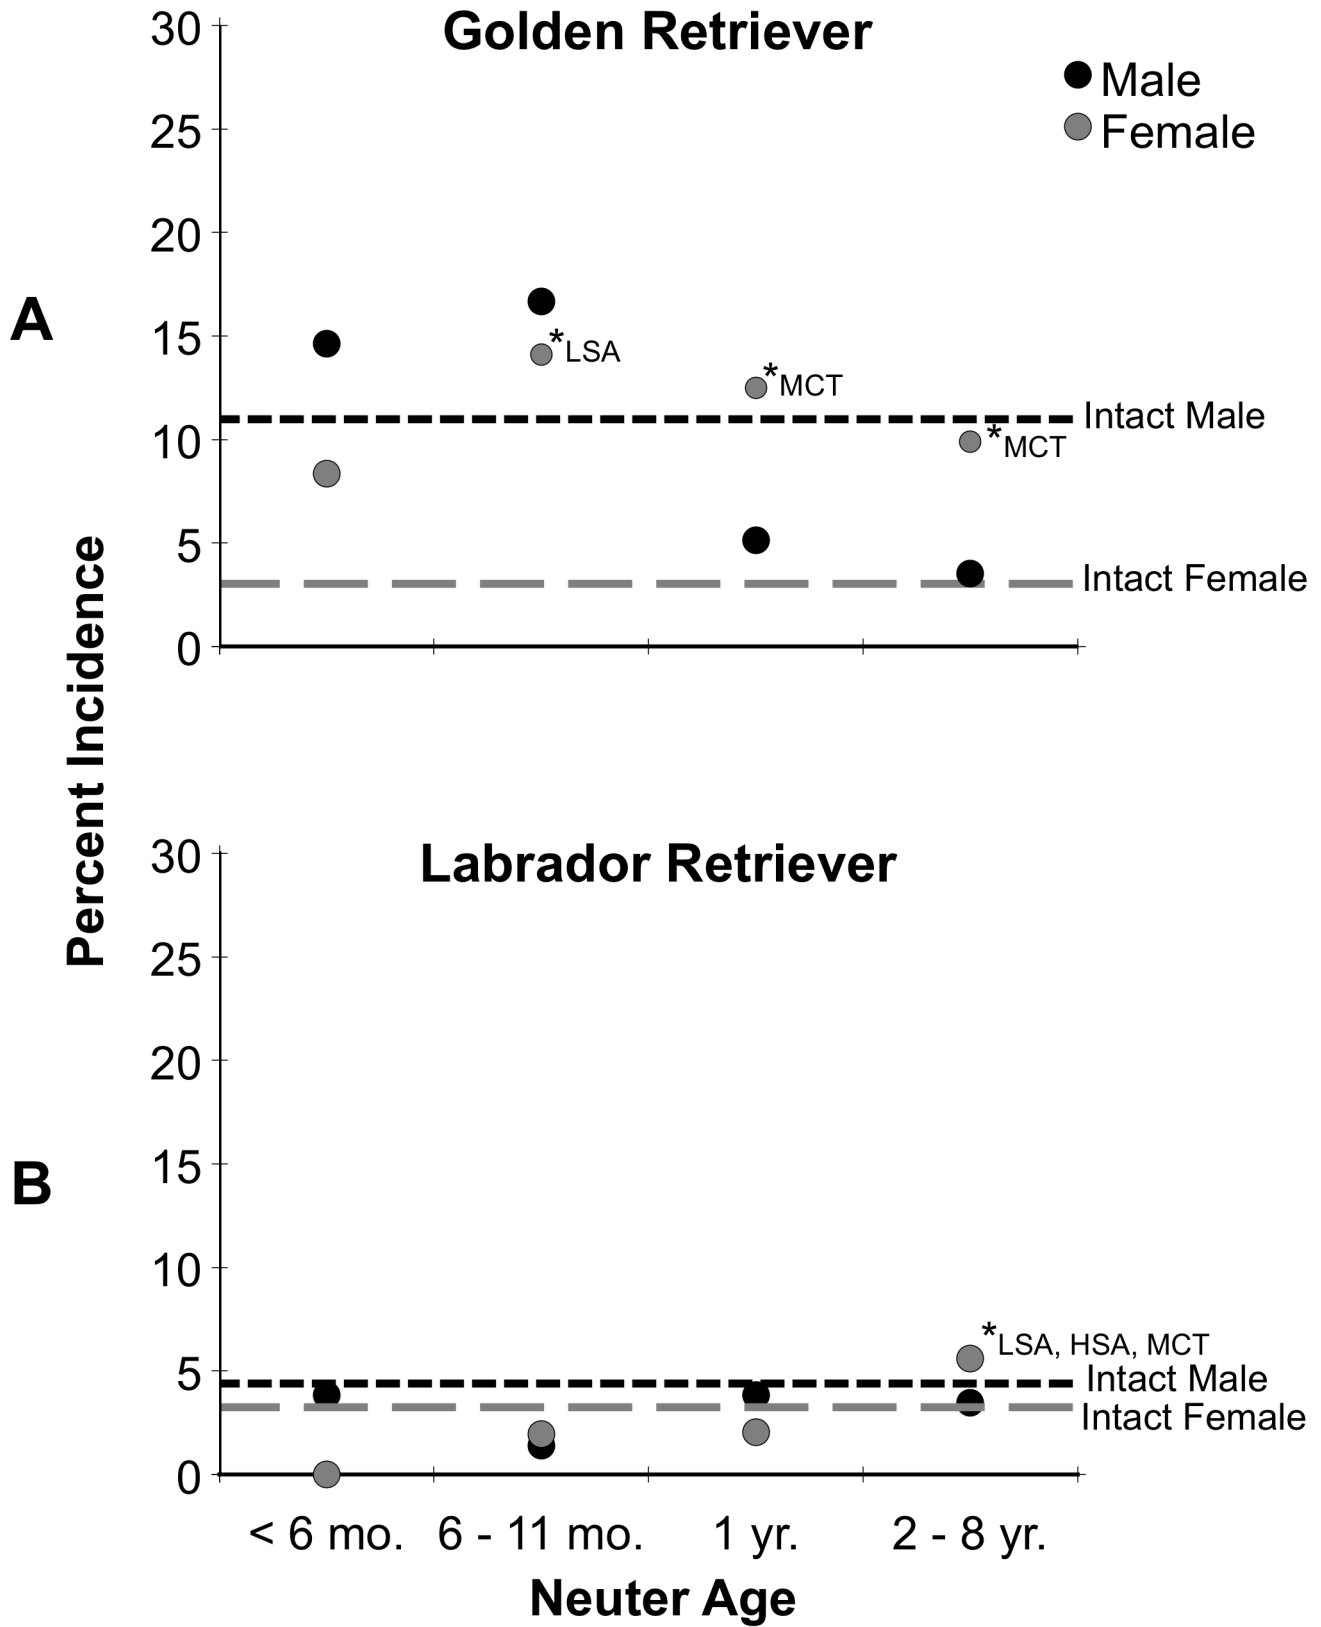 Golden Retriever
Male
Female
30
25
20
15
10
5
0
A
*LSA
*MCT
*MCT
Intact Male
Intact Female
Percent Incidence
Labrador Retriever
30
25
20
15
10
5
0
B
*LSA, HSA, MCT
Intact Male
Intact Female
< 6 mo. 6 - 11 mo. 1 yr. 2 - 8 yr.
Neuter Age